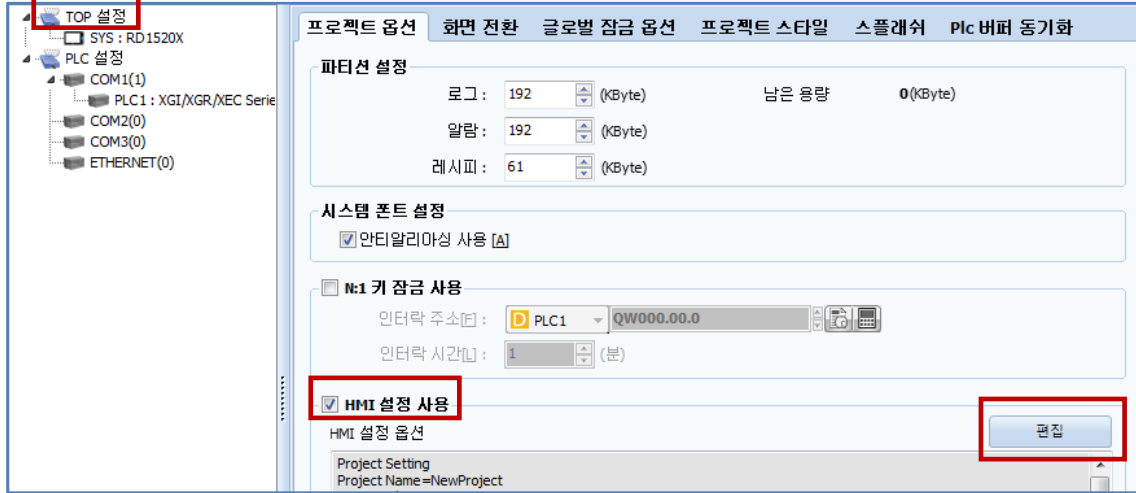 TOP 설정
SYS : RD1520X
PLC 설정
COM1(1)
PLC1 : XGI/XGR/XEC Serie
COM2(0)
COM3(0)
ETHERNET(0)
프로젝트 옵션 화면 전환 글로벌 잠금 옵션 프로젝트 스타일 스플래쉬 Plc 버퍼 동기화
파티션 설정
로그 : 192 (KByte) 남은 용량 0(KByte)
알람 : 192 (KByte)
레시피 : 61 (KByte)
시스템 폰트 설정
안티알리아싱 사용 [A]
N:1 키 잠금 사용
인터락 주소[F] : D PLC1 QW000.00.0
인터락 시간[L] : 1 (분)
HMI 설정 사용
HMI 설정 옵션 편집
Project Setting
Project Name=NewProject